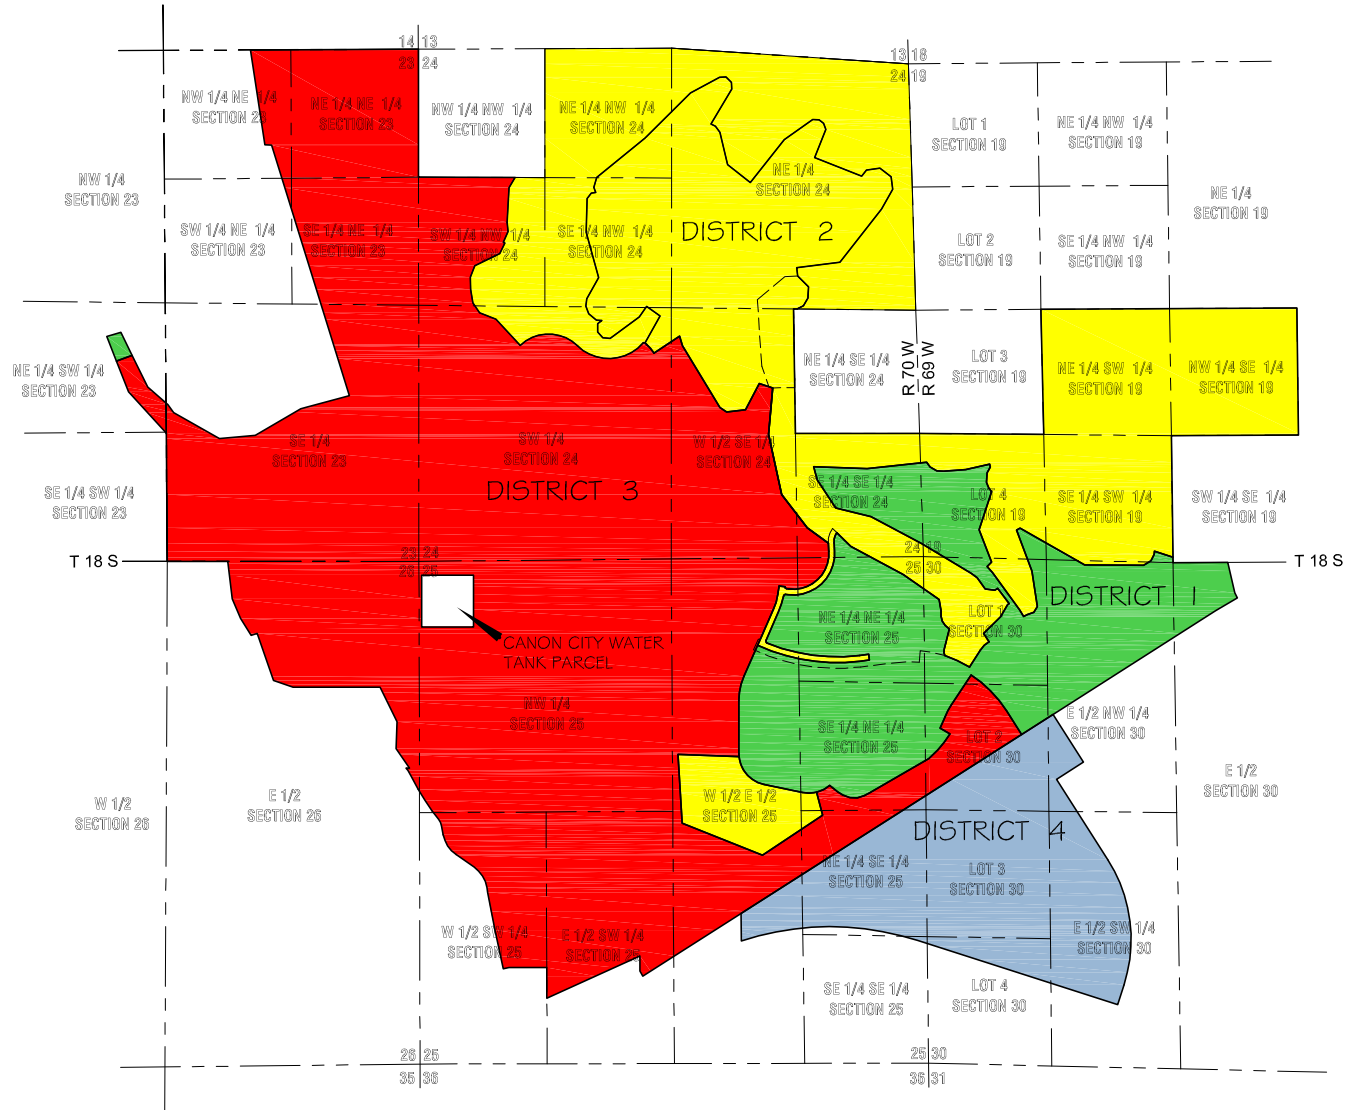 14 13
23 24
13 18
24 19
NW 1/4 NE 1/4
SECTION 23
NE 1/4 NE 1/4
SECTION 23
NW 1/4 NW 1/4
SECTION 24
NE 1/4 NW 1/4
SECTION 24
LOT 1
SECTION 19
NE 1/4 NW 1/4
SECTION 19
NW 1/4
SECTION 23
NE 1/4
SECTION 24
NE 1/4
SECTION 19
SW 1/4 NE 1/4
SECTION 23
SE 1/4 NE 1/4
SECTION 23
SW 1/4 NW 1/4
SECTION 24
SE 1/4 NW 1/4
SECTION 24
DISTRICT 2
LOT 2
SECTION 19
SE 1/4 NW 1/4
SECTION 19
NE 1/4 SW 1/4
SECTION 23
NE 1/4 SE 1/4
SECTION 24
R 70 W
R 69 W
LOT 3
SECTION 19
NE 1/4 SW 1/4
SECTION 19
NW 1/4 SE 1/4
SECTION 19
SE 1/4
SECTION 23
SW 1/4
SECTION 24
W 1/2 SE 1/4
SECTION 24
DISTRICT 3
SE 1/4 SW 1/4
SECTION 23
SE 1/4 SE 1/4
SECTION 24
LOT 4
SECTION 19
SE 1/4 SW 1/4
SECTION 19
SW 1/4 SE 1/4
SECTION 19
T 18 S
23 24
26 25
24 19
25 30
T 18 S
DISTRICT 1
CANON CITY WATER
TANK PARCEL
NE 1/4 NE 1/4
SECTION 25
LOT 1
SECTION 30
NW 1/4
SECTION 25
SE 1/4 NE 1/4
SECTION 25
LOT 2
SECTION 30
E 1/2 NW 1/4
SECTION 30
W 1/2
SECTION 26
E 1/2
SECTION 26
W 1/2 E 1/2
SECTION 25
E 1/2
SECTION 30
DISTRICT 4
NE 1/4 SE 1/4
SECTION 25
LOT 3
SECTION 30
W 1/2 SW 1/4
SECTION 25
E 1/2 SW 1/4
SECTION 25
E 1/2 SW 1/4
SECTION 30
SE 1/4 SE 1/4
SECTION 25
LOT 4
SECTION 30
26 25
35 36
25 30
36 31